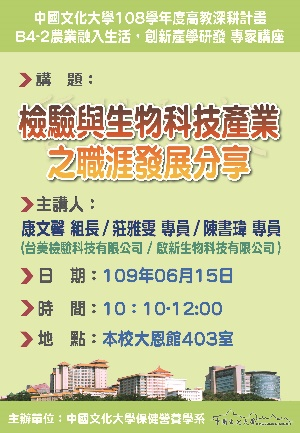 中國文化大學108學年度高教深耕計畫
B4-2農業融入生活，創新產學研發 專家講座
講　題：
檢驗與生物科技產業
之職涯發展分享
主講人：
康文馨 組長/莊雅雯 專員/陳書瑋 專員
(台美檢驗科技有限公司 / 啟新生物科技有限公司)
日　期：109年06月15日
時　間：10：10-12:00
地　點：本校大恩館403室
主辦單位：中國文化大學保健營養學系